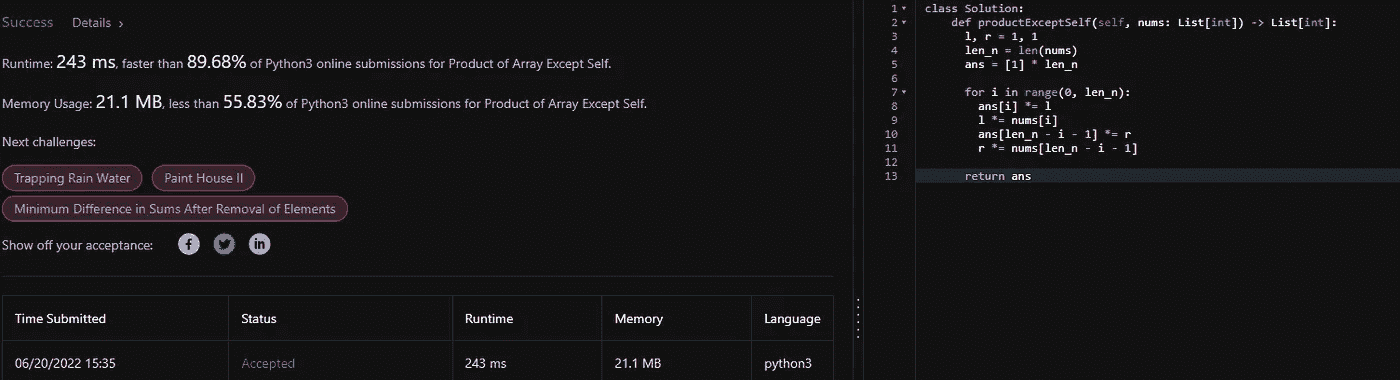 Success Details >
Runtime: 243 ms, faster than 89.68% of Python3 online submissions for Product of Array Except Self.
Memory Usage: 21.1 MB, less than 55.83% of Python3 online submissions for Product of Array Except Self.
Next challenges:
Trapping Rain Water Paint House II
Minimum Difference in Sums After Removal of Elements
Show off your acceptance: f in
Time Submitted Status Runtime Memory Language
06/20/2022 15:35 Accepted 243 ms 21.1 MB python3
1 class Solution:
2 def productExceptSelf(self, nums: List[int]) -> List[int]:
3 l, r = 1, 1
4 len_n = len(nums)
5 ans = [1] * len_n
6
7 for i in range(0, len_n):
8 ans[i] *= l
9 l *= nums[i]
10 ans[len_n - i - 1] *= r
11 r *= nums[len_n - i - 1]
12
13 return ans